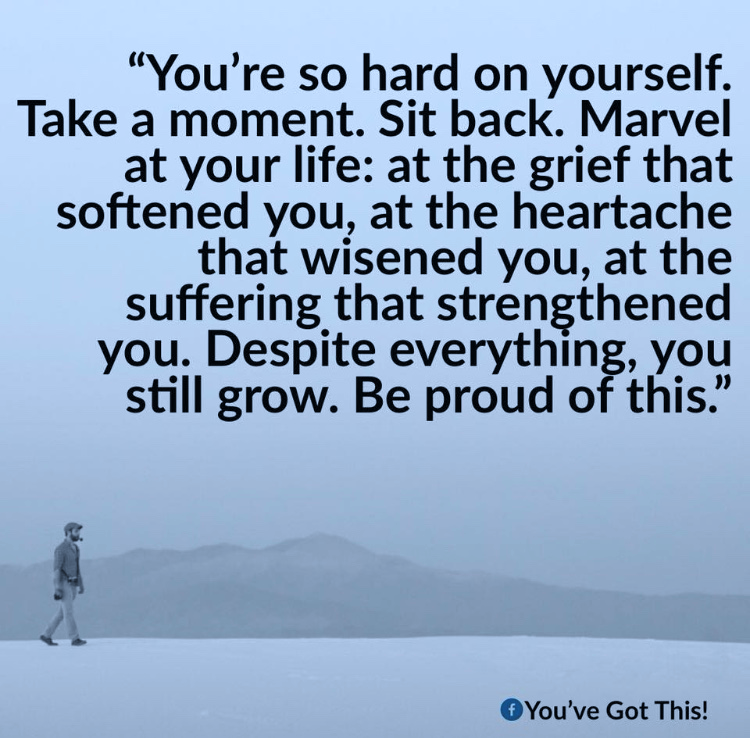 “You’re so hard on yourself.
Take a moment. Sit back. Marvel
at your life: at the grief that
softened you, at the heartache
that wisened you, at the
suffering that strengthened
you. Despite everything, you
still grow. Be proud of this.”
You’ve Got This!